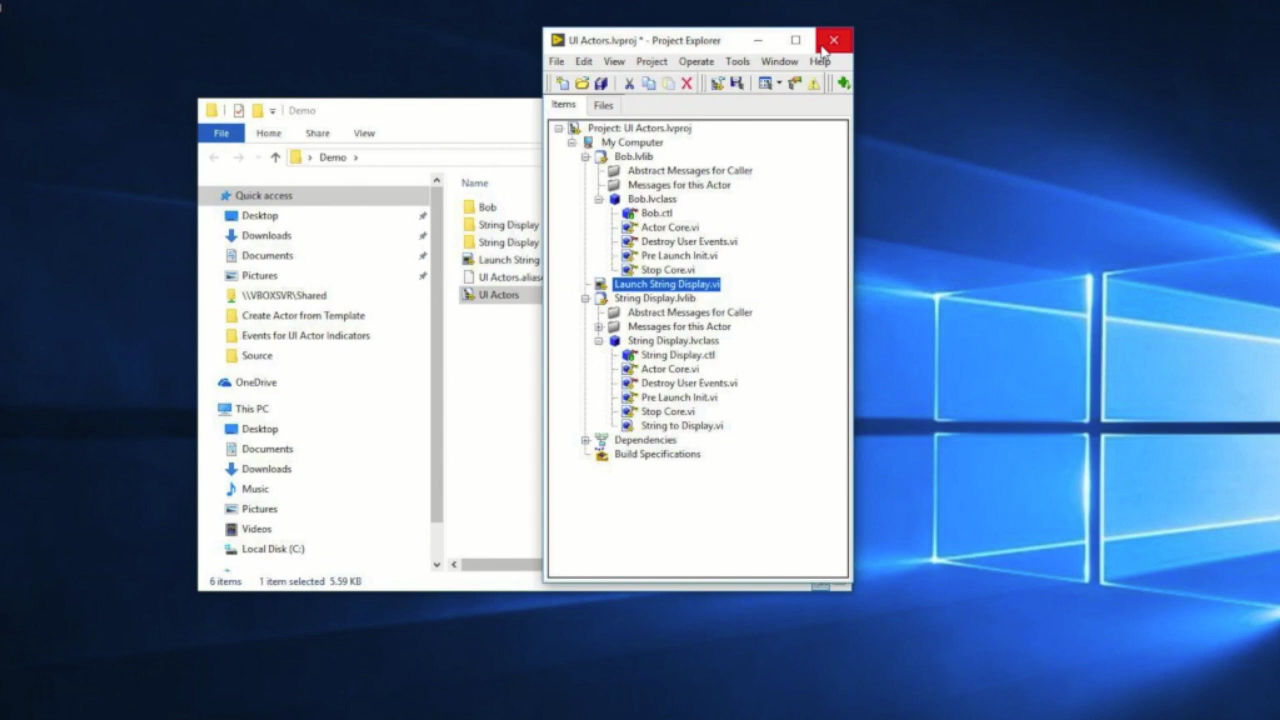 UI Actors.lvproj * - Project Explorer
File Edit View Project Operate Tools Window Help
Items Files
Project: UI Actors.lvproj
My Computer
Bob.lvlib
Abstract Messages for Caller
Messages for this Actor
Bob.lvclass
Bob.ctl
Actor Core.vi
Destroy User Events.vi
Pre Launch Init.vi
Stop Core.vi
Launch String Display.vi
String Display.lvlib
Abstract Messages for Caller
Messages for this Actor
String Display.lvclass
String Display.ctl
Actor Core.vi
Destroy User Events.vi
Pre Launch Init.vi
Stop Core.vi
String to Display.vi
Dependencies
Build Specifications
Demo
File Home Share View
Demo
Quick access
Desktop
Downloads
Documents
Pictures
\\VBOXSVR\Shared
Create Actor from Template
Events for UI Actor Indicators
Source
OneDrive
This PC
Desktop
Documents
Downloads
Music
Pictures
Videos
Local Disk (C:)
Name
Bob
String Display
String Display
Launch String
UI Actors.alias
UI Actors
6 items 1 item selected 5.59 KB